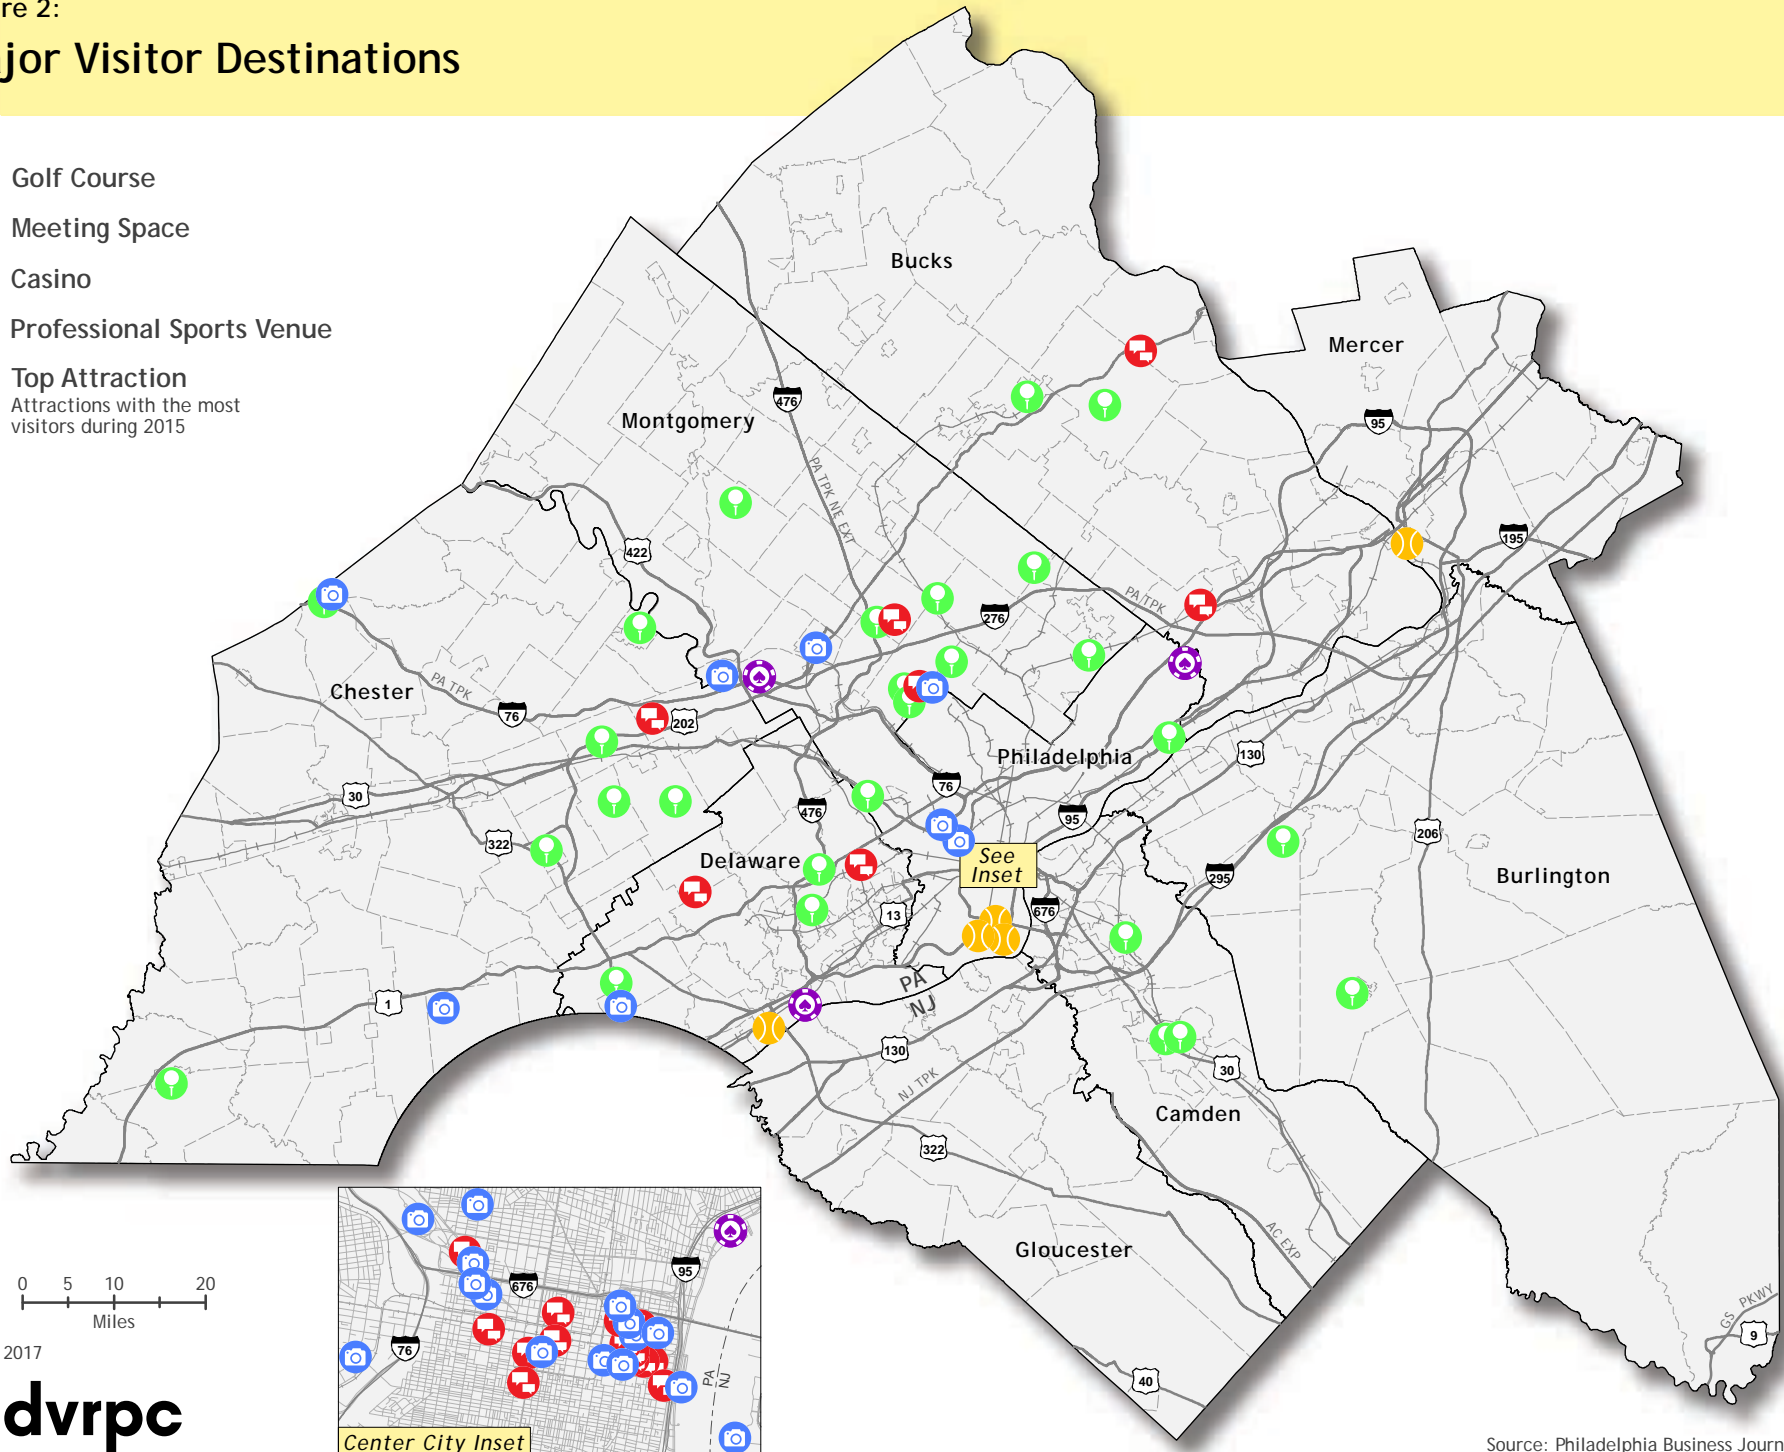 re 2:
jor Visitor Destinations
Golf Course
Meeting Space
Casino
Professional Sports Venue
Top Attraction
Attractions with the most
visitors during 2015
Bucks
Mercer
Montgomery
476
95
PA TPK NE EXT
422
195
276
PA TPK
Chester
PA TPK
76
202
Philadelphia
130
76
30
476
95
206
322
Delaware
See
Inset
295
Burlington
13
676
PA
NJ
1
130
30
NJ TPK
Camden
322
AC EXP
Gloucester
GS PKWY
9
40
95
676
76
PA
NJ
Center City Inset
0 5 10 20
Miles
2017
dvrpc
Source: Philadelphia Business Journ